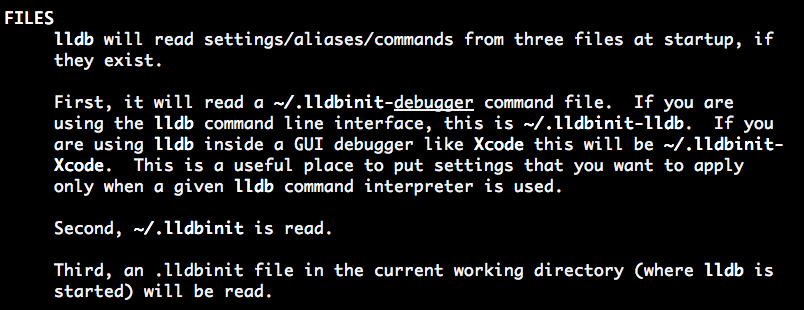 FILES
lldb will read settings/aliases/commands from three files at startup, if
they exist.
First, it will read a ~/.lldbinit-debugger command file.  If you are
using the lldb command line interface, this is ~/.lldbinit-lldb.  If you
are using lldb inside a GUI debugger like Xcode this will be ~/.lldbinit-
Xcode.  This is a useful place to put settings that you want to apply
only when a given lldb command interpreter is used.
Second, ~/.lldbinit is read.
Third, an .lldbinit file in the current working directory (where lldb is
started) will be read.